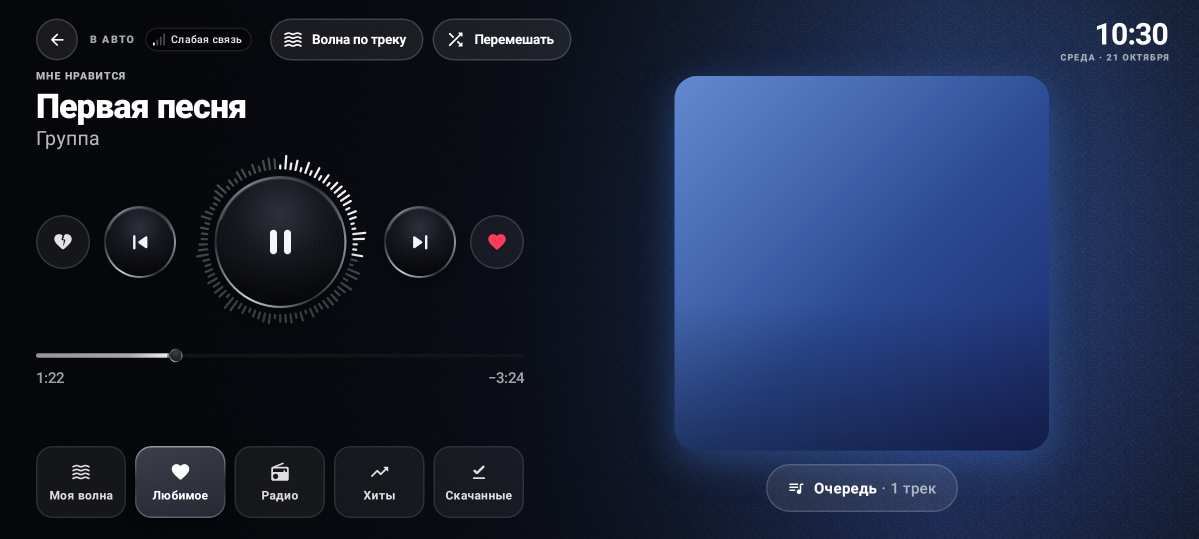 В АВТО
Слабая связь
Волна по треку
Перемешать
10:30
СРЕДА · 21 ОКТЯБРЯ
МНЕ НРАВИТСЯ
Первая песня
Группа
1:22
−3:24
Моя волна
Любимое
Радио
Хиты
Скачанные
Очередь · 1 трек